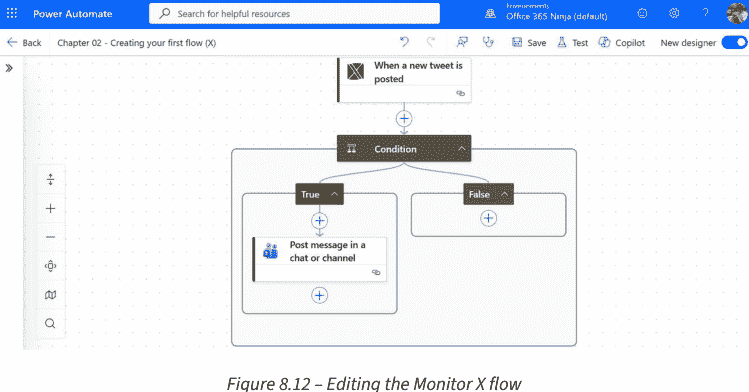 Power Automate
Search for helpful resources
Environments
Office 365 Ninja (default)
Back
Chapter 02 - Creating your first flow (X)
Save
Test
Copilot
New designer
When a new tweet is
posted
Condition
True
False
Post message in a
chat or channel
Figure 8.12 – Editing the Monitor X flow